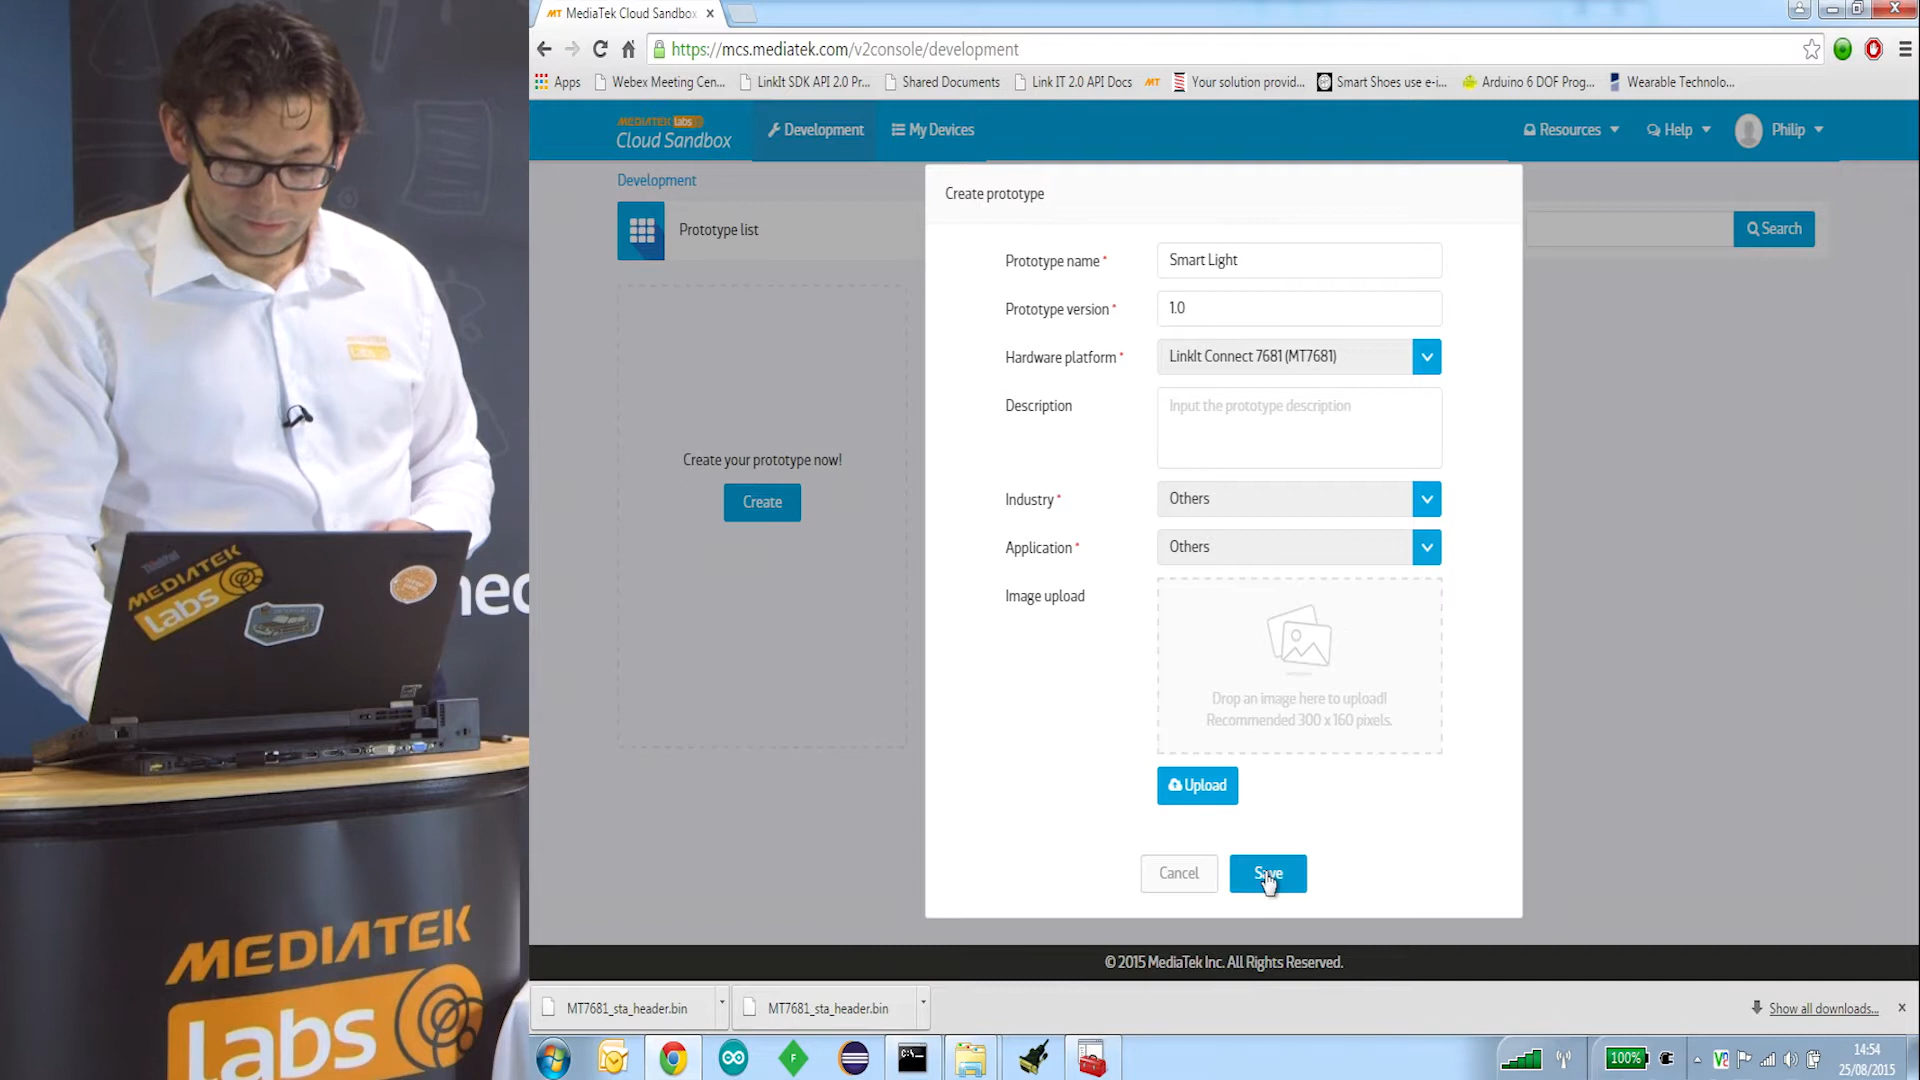 MediaTek Cloud Sandbox
https://mcs.mediatek.com/v2console/development
Apps
Webex Meeting Cen...
LinkIt SDK API 2.0 Pr...
Shared Documents
Link IT 2.0 API Docs
Your solution provid...
Smart Shoes use e-i...
Arduino 6 DOF Prog...
Wearable Technolo...
MEDIATEK labs
Cloud Sandbox
Development
My Devices
Resources
Help
Philip
Development
Prototype list
Search
Create your prototype now!
Create
Create prototype
Prototype name *
Smart Light
Prototype version *
1.0
Hardware platform *
LinkIt Connect 7681 (MT7681)
Description
Input the prototype description
Industry *
Others
Application *
Others
Image upload
Drop an image here to upload!
Recommended 300 x 160 pixels.
Upload
Cancel
Save
© 2015 MediaTek Inc. All Rights Reserved.
MT7681_sta_header.bin
MT7681_sta_header.bin
Show all downloads...
100%
14:54
25/08/2015
MEDIATEK
labs
ThinkPad
MEDIATEK
labs
nec
MEDIATEK
labs